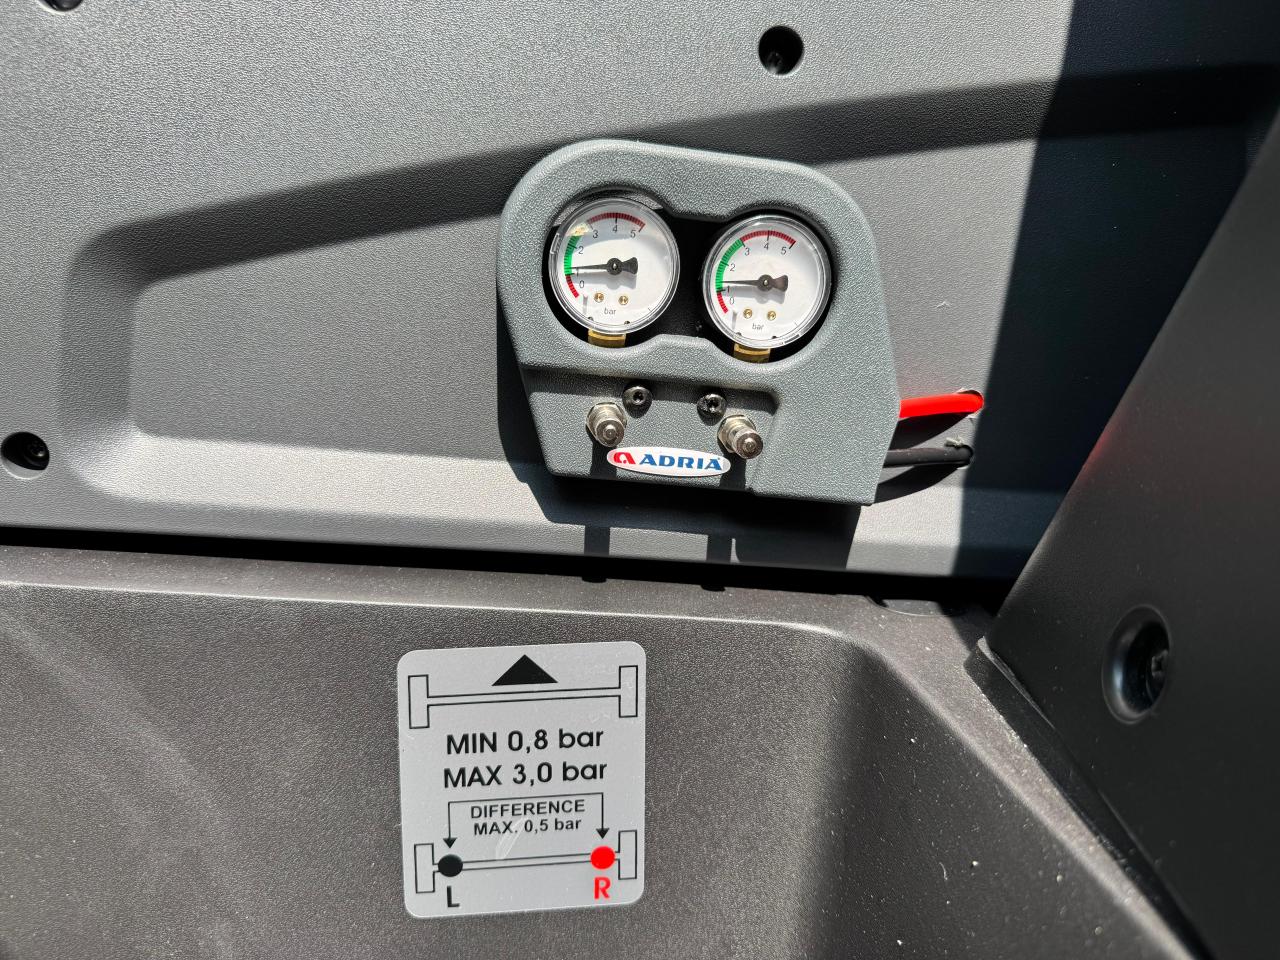 0 1 2 3 4 5
bar
0 1 2 3 4 5
bar
ADRIA
MIN 0,8 bar
MAX 3,0 bar
DIFFERENCE
MAX. 0,5 bar
L R